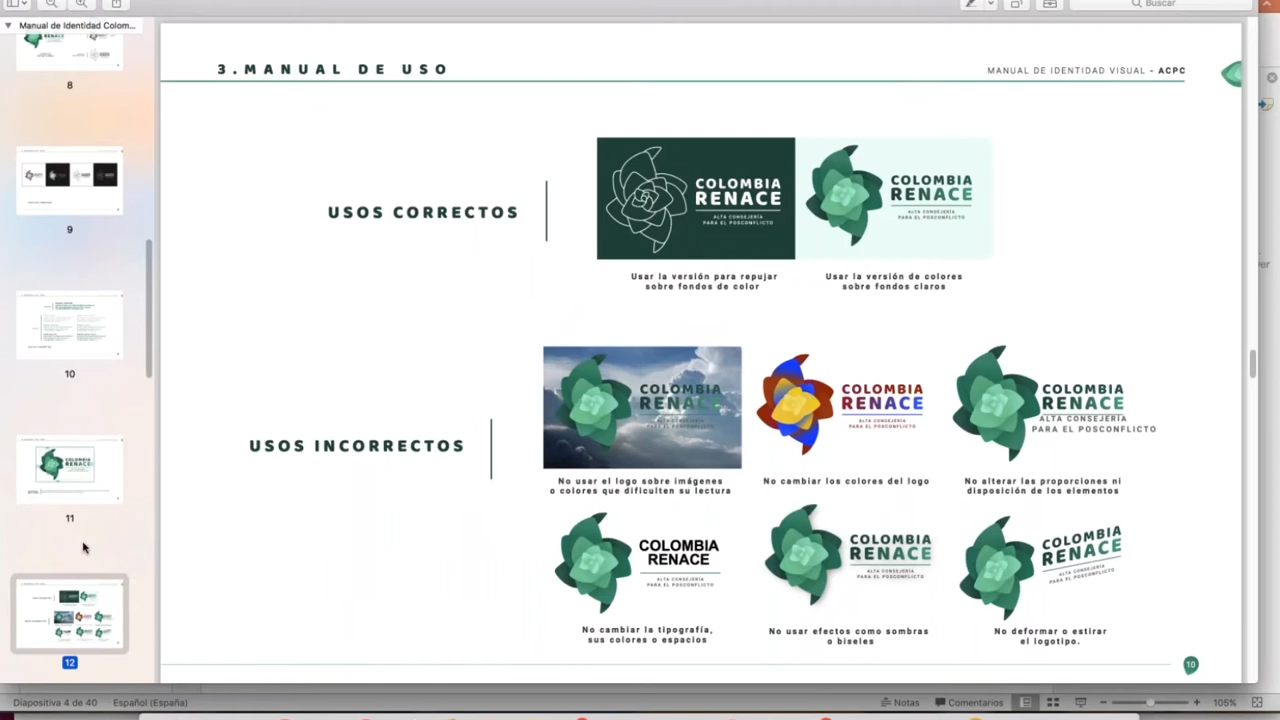 Buscar
Manual de Identidad Colom...
8
9
10
11
12
3.MANUAL DE USO
MANUAL DE IDENTIDAD VISUAL - ACPC
USOS CORRECTOS
COLOMBIA
RENACE
ALTA CONSEJERÍA
PARA EL POSCONFLICTO
COLOMBIA
RENACE
ALTA CONSEJERÍA
PARA EL POSCONFLICTO
Usar la versión para repujar
sobre fondos de color
Usar la versión de colores
sobre fondos claros
USOS INCORRECTOS
COLOMBIA
RENACE
ALTA CONSEJERÍA
PARA EL POSCONFLICTO
COLOMBIA
RENACE
ALTA CONSEJERÍA
PARA EL POSCONFLICTO
COLOMBIA
RENACE
ALTA CONSEJERÍA
PARA EL POSCONFLICTO
No usar el logo sobre imágenes
o colores que dificulten su lectura
No cambiar los colores del logo
No alterar las proporciones ni
disposición de los elementos
COLOMBIA
RENACE
ALTA CONSEJERÍA
PARA EL POSCONFLICTO
COLOMBIA
RENACE
ALTA CONSEJERÍA
PARA EL POSCONFLICTO
COLOMBIA
RENACE
ALTA CONSEJERÍA
PARA EL POSCONFLICTO
No cambiar la tipografía,
sus colores o espacios
No usar efectos como sombras
o biseles
No deformar o estirar
el logotipo.
10
Diapositiva 4 de 40
Español (España)
Notas
Comentarios
105%